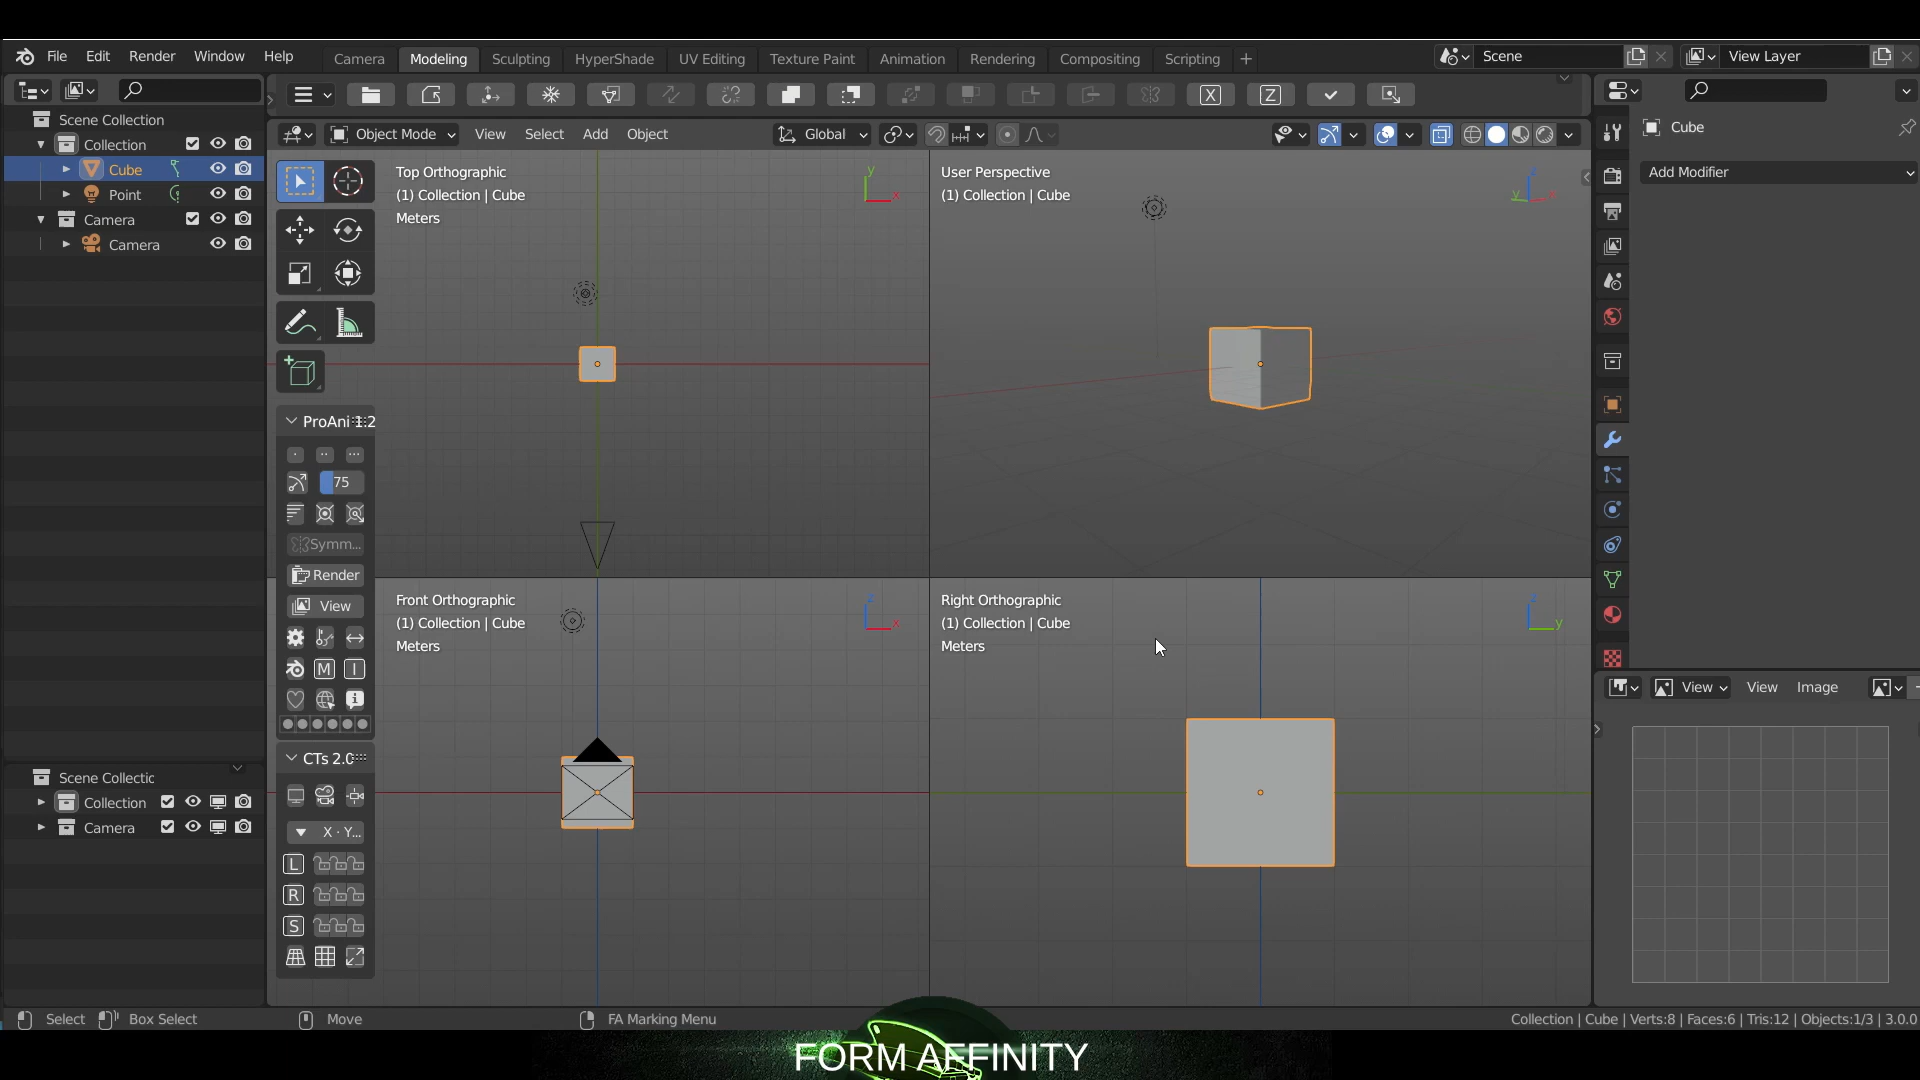 File Edit Render Window Help
Camera Modeling Sculpting HyperShade UV Editing Texture Paint Animation Rendering Compositing Scripting +
Scene
View Layer
Scene Collection
Collection
Cube
Point
Camera
Camera
X Z
Object Mode View Select Add Object
Global
Top Orthographic
(1) Collection | Cube
Meters
y
x
User Perspective
(1) Collection | Cube
z
y
x
Cube
Add Modifier
ProAni 1.2
75
Symm...
Render
View
M I
CTs 2.0
X · Y...
L
R
S
Front Orthographic
(1) Collection | Cube
Meters
z
x
Right Orthographic
(1) Collection | Cube
Meters
z
y
View View Image
Scene Collectic
Collection
Camera
Select Box Select Move FA Marking Menu
Collection | Cube | Verts:8 | Faces:6 | Tris:12 | Objects:1/3 | 3.0.0
FORM AFFINITY